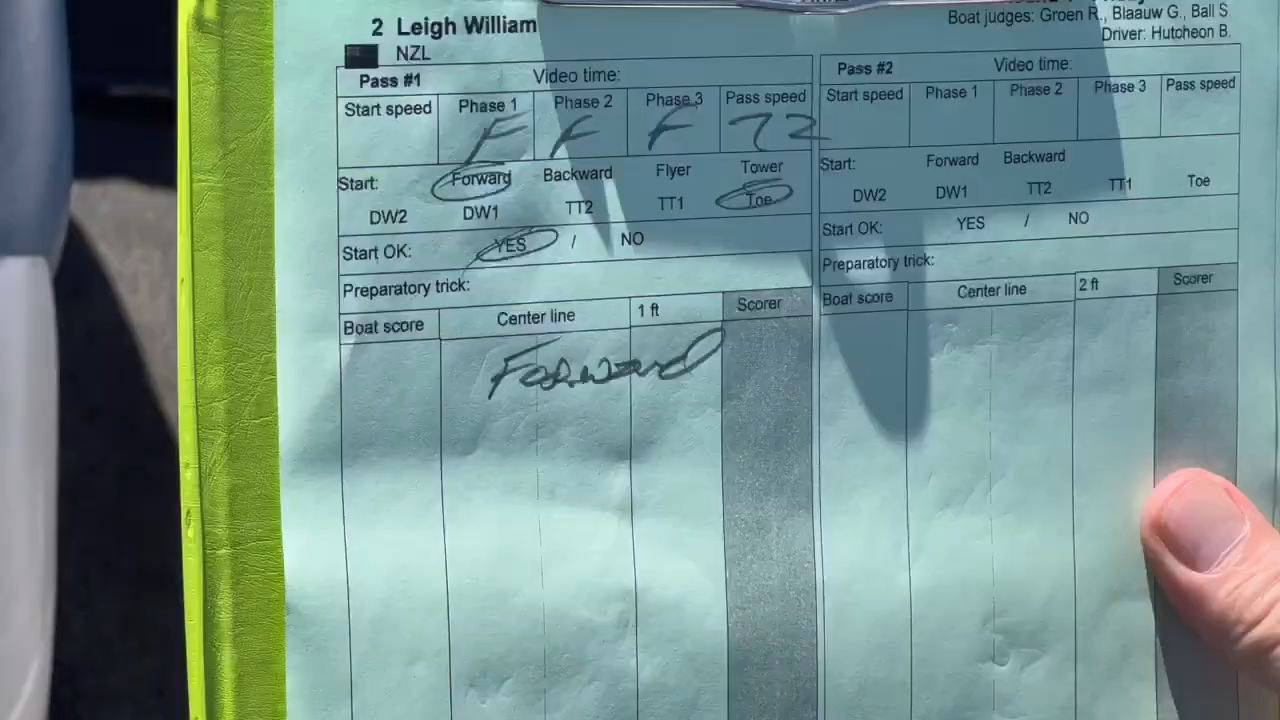 2 Leigh William
NZL
Boat judges: Groen R., Blaauw G., Ball S
Driver: Hutcheon B.
Pass #1 Video time:
Start speed Phase 1 Phase 2 Phase 3 Pass speed
F F F 72
Start: Forward Backward Flyer Tower
DW2 DW1 TT2 TT1 Toe
Start OK: YES / NO
Preparatory trick:
Boat score Center line 1 ft Scorer
Forward
Pass #2 Video time:
Start speed Phase 1 Phase 2 Phase 3 Pass speed
Start: Forward Backward
DW2 DW1 TT2 TT1 Toe
Start OK: YES / NO
Preparatory trick:
Boat score Center line 2 ft Scorer